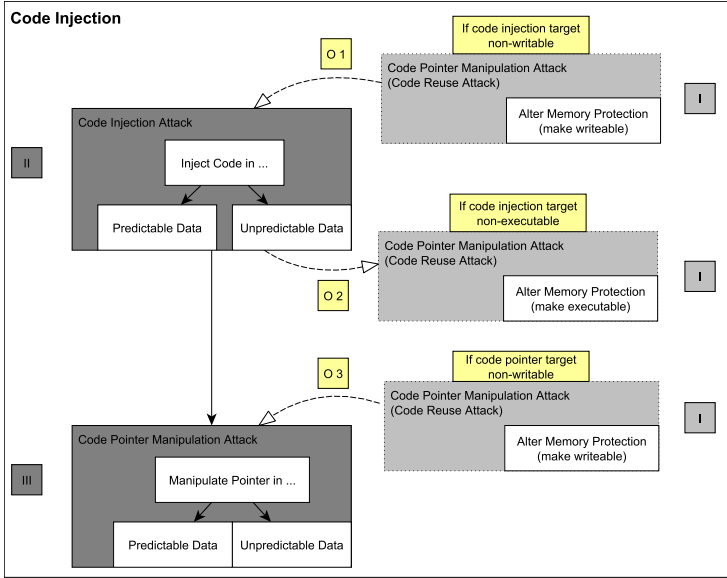 Code Injection
If code injection target
non-writable
O 1
Code Pointer Manipulation Attack
(Code Reuse Attack)
I
Alter Memory Protection
(make writeable)
Code Injection Attack
II
Inject Code in ...
Predictable Data
Unpredictable Data
If code injection target
non-executable
Code Pointer Manipulation Attack
(Code Reuse Attack)
I
Alter Memory Protection
(make executable)
O 2
If code pointer target
non-writable
O 3
Code Pointer Manipulation Attack
(Code Reuse Attack)
I
Alter Memory Protection
(make writeable)
Code Pointer Manipulation Attack
III
Manipulate Pointer in ...
Predictable Data
Unpredictable Data